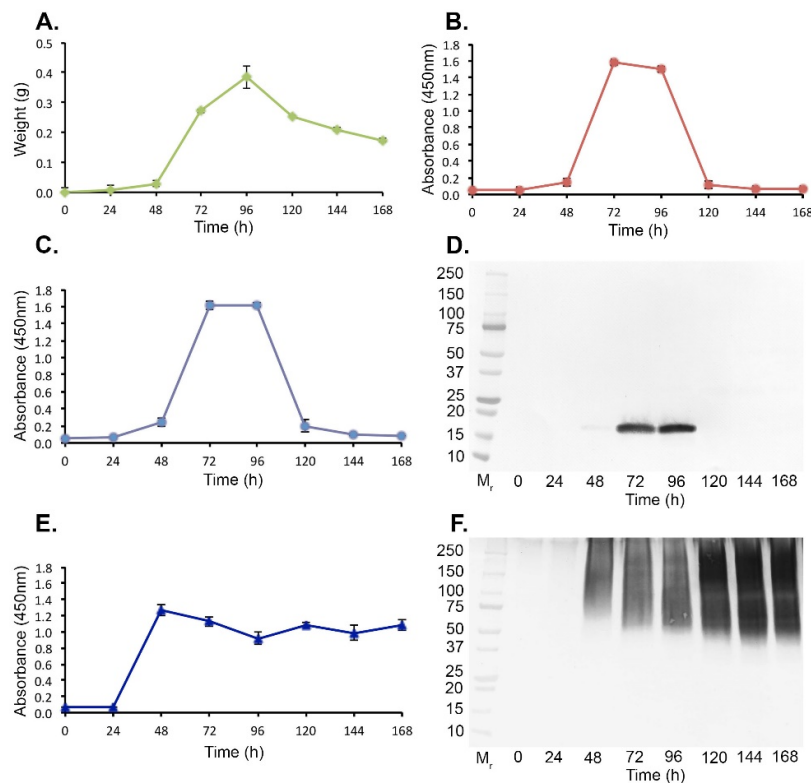 A.
Weight (g)
0.5
0.4
0.3
0.2
0.1
0.0
0 24 48 72 96 120 144 168
Time (h)
B.
Absorbance (450nm)
1.8
1.6
1.4
1.2
1.0
0.8
0.6
0.4
0.2
0.0
0 24 48 72 96 120 144 168
Time (h)
C.
Absorbance (450nm)
1.8
1.6
1.4
1.2
1.0
0.8
0.6
0.4
0.2
0.0
0 24 48 72 96 120 144 168
Time (h)
D.
250
150
100
75
50
37
25
20
15
10
Mr 0 24 48 72 96 120 144 168
Time (h)
E.
Absorbance (450nm)
1.8
1.6
1.4
1.2
1.0
0.8
0.6
0.4
0.2
0.0
0 24 48 72 96 120 144 168
Time (h)
F.
250
150
100
75
50
37
25
20
15
10
Mr 0 24 48 72 96 120 144 168
Time (h)